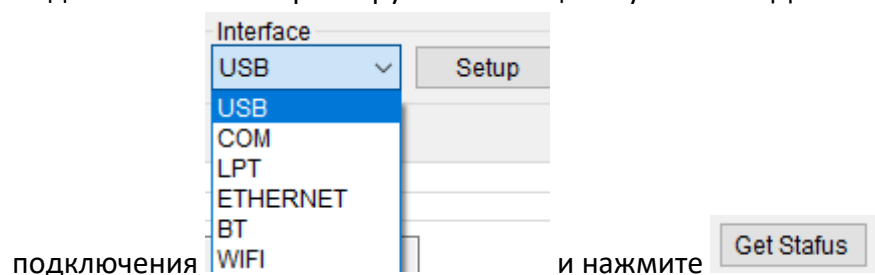 Interface
USB Setup
USB
COM
LPT
ETHERNET
BT
подключения WIFI и нажмите Get Stafus